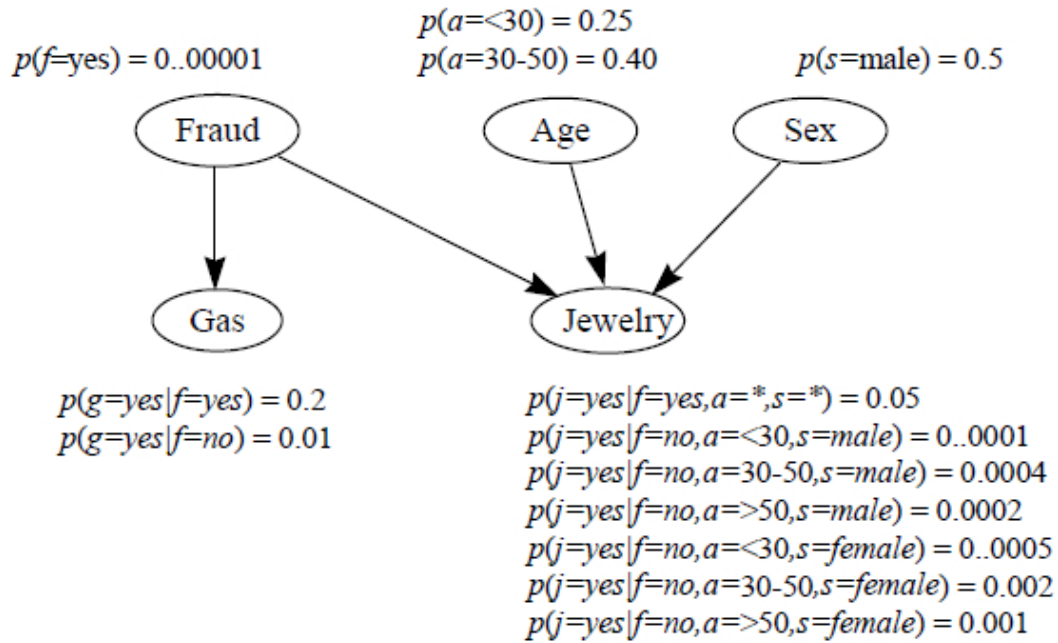 p(a=<30) = 0.25
p(f=yes) = 0..00001
p(a=30-50) = 0.40
p(s=male) = 0.5
Fraud
Age
Sex
Gas
Jewelry
p(g=yes|f=yes) = 0.2
p(g=yes|f=no) = 0.01
p(j=yes|f=yes,a=*,s=*) = 0.05
p(j=yes|f=no,a=<30,s=male) = 0..0001
p(j=yes|f=no,a=30-50,s=male) = 0.0004
p(j=yes|f=no,a=>50,s=male) = 0.0002
p(j=yes|f=no,a=<30,s=female) = 0..0005
p(j=yes|f=no,a=30-50,s=female) = 0.002
p(j=yes|f=no,a=>50,s=female) = 0.001